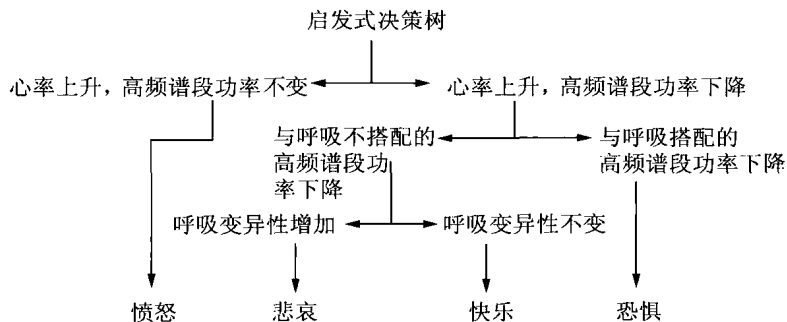 启发式决策树
心率上升，高频谱段功率不变
心率上升，高频谱段功率下降
与呼吸不搭配的
高频谱段功
率下降
与呼吸搭配的
高频谱段功率下降
呼吸变异性增加
呼吸变异性不变
愤怒
悲哀
快乐
恐惧